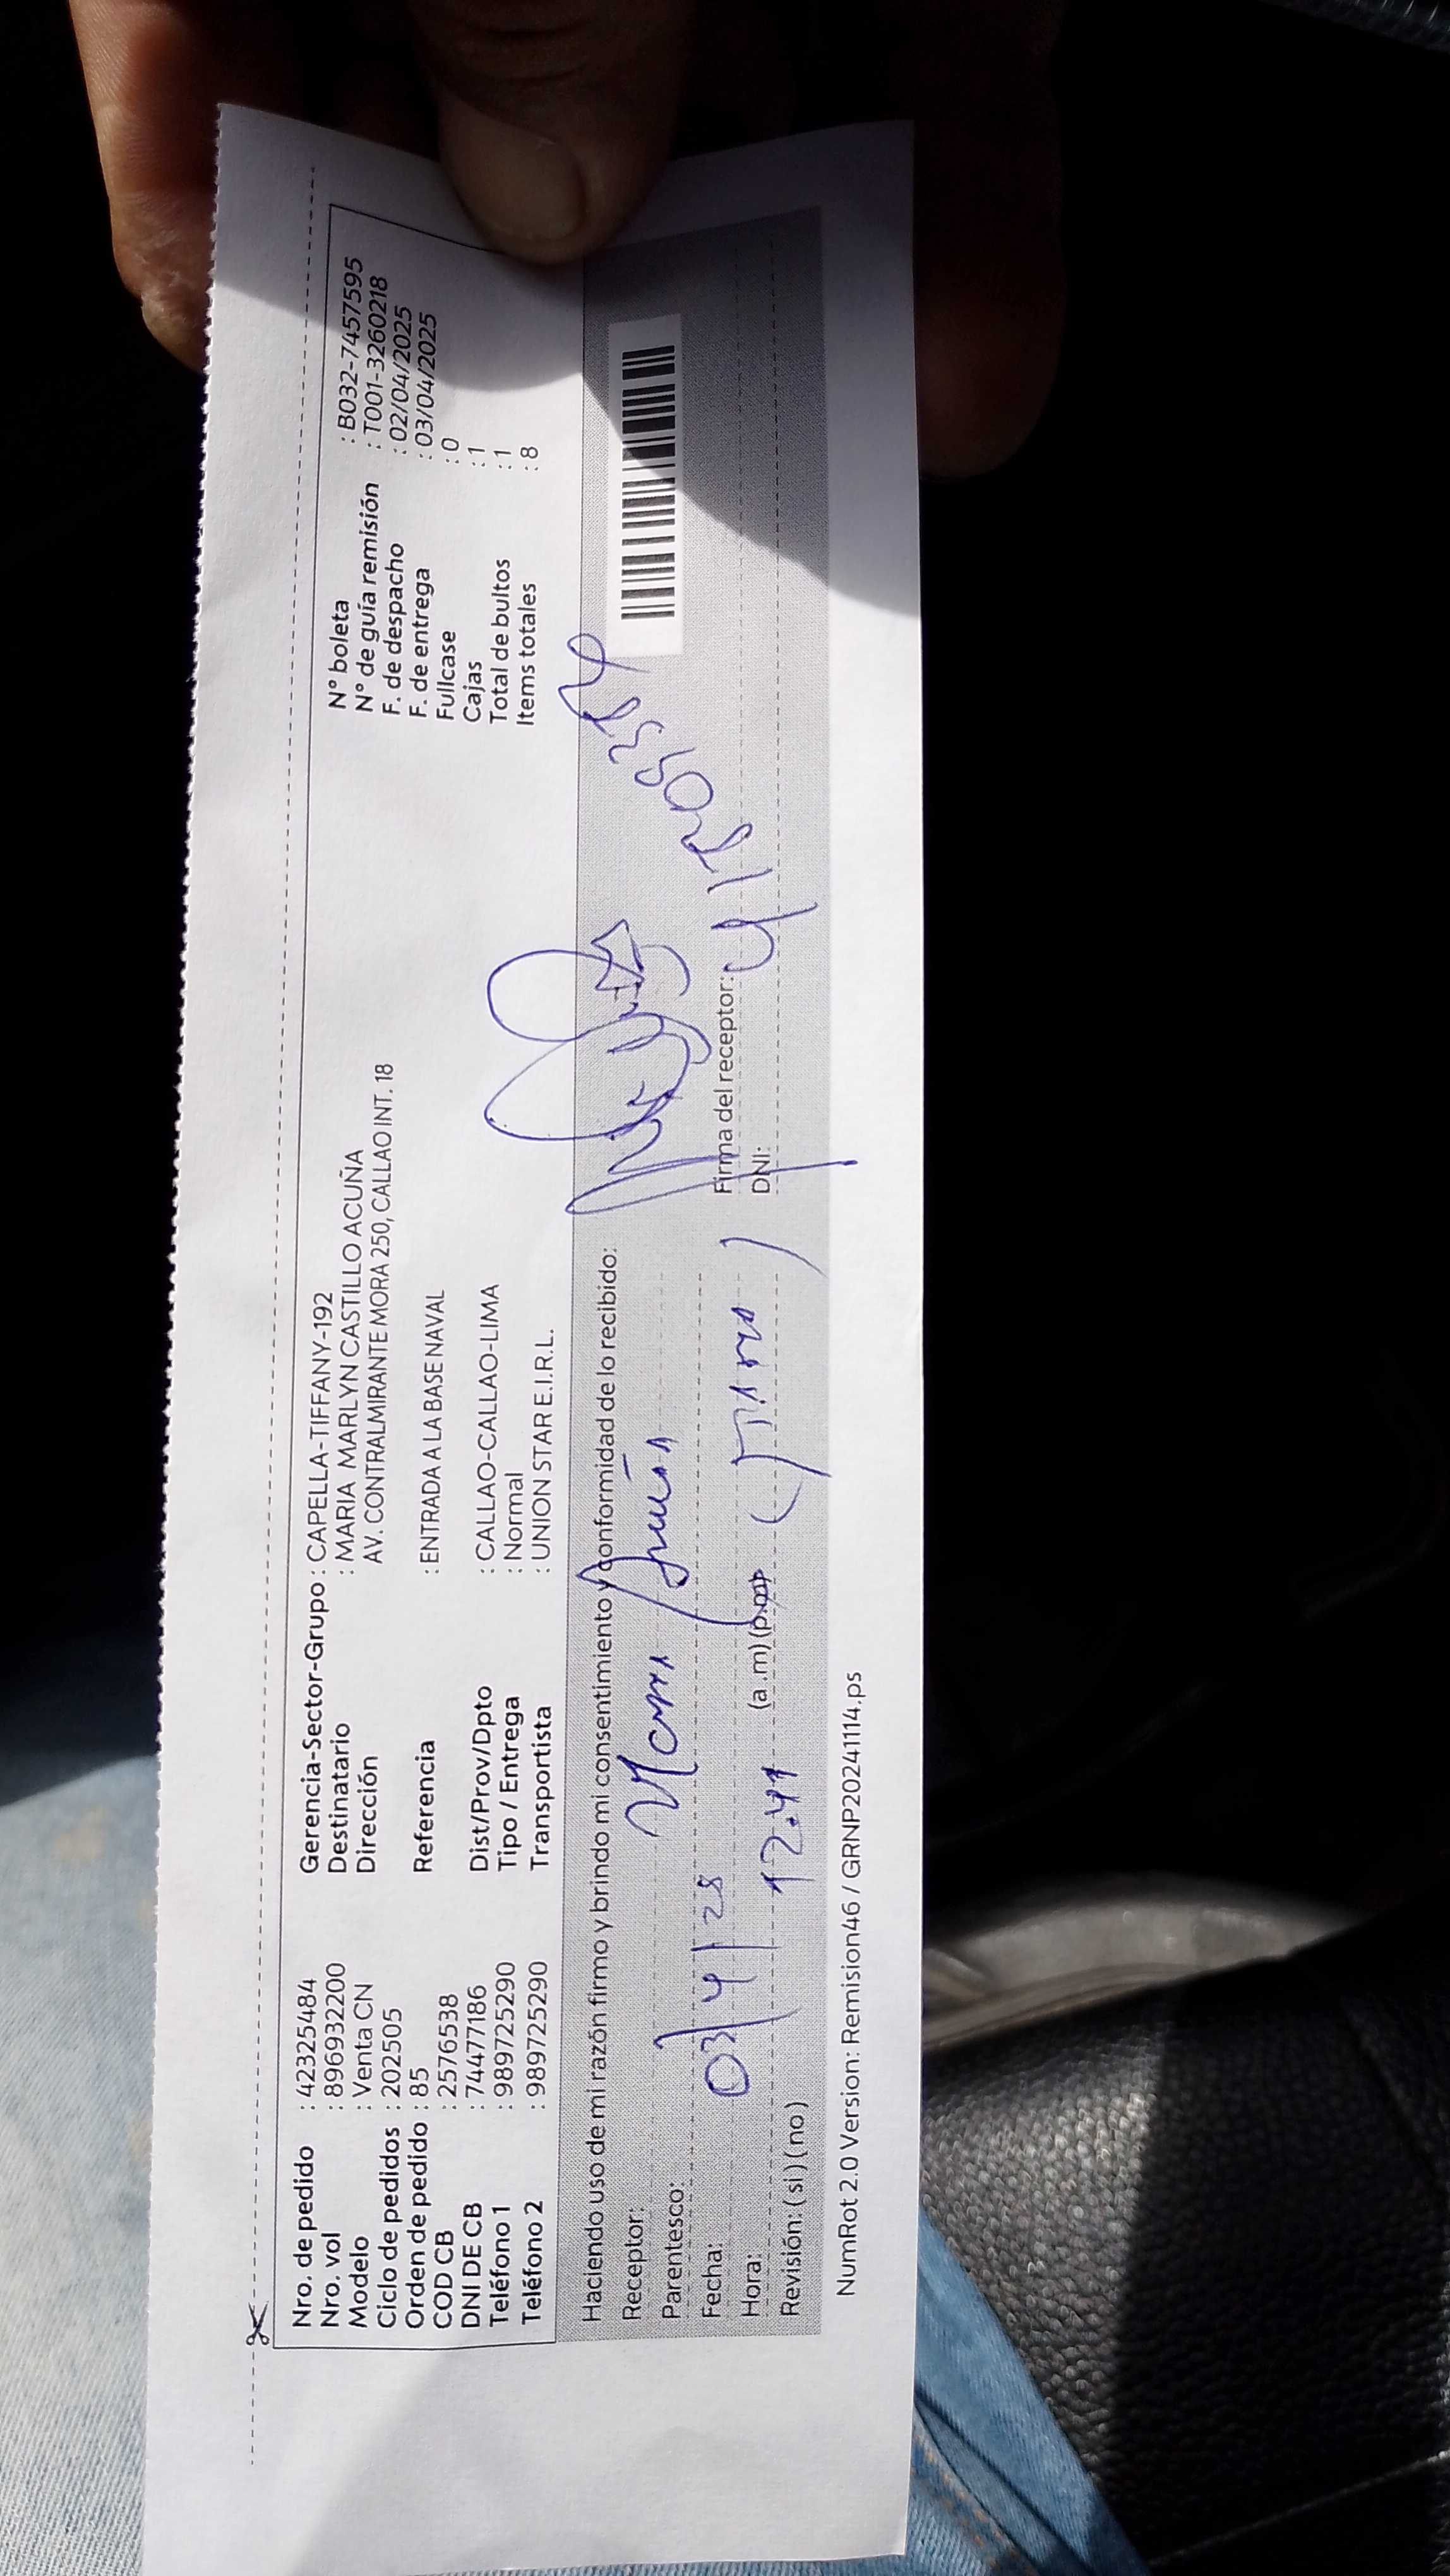 Nro. de pedido : 42325484 Gerencia-Sector-Grupo : CAPELLA-TIFFANY-192 N° boleta : B032-7457595
Nro. vol : 896932200 Destinatario : MARIA MARLYN CASTILLO ACUÑA N° de guía remisión : T001-3260218
Modelo : Venta CN Dirección AV. CONTRALMIRANTE MORA 250, CALLAO INT. 18 F. de despacho : 02/04/2025
Ciclo de pedidos : 202505 F. de entrega : 03/04/2025
Orden de pedido : 85 Referencia : ENTRADA A LA BASE NAVAL Fullcase : 0
COD CB : 2576538 Cajas : 1
DNI DE CB : 74477186 Dist/Prov/Dpto : CALLAO-CALLAO-LIMA Total de bultos : 1
Teléfono 1 : 989725290 Tipo / Entrega : Normal Items totales : 8
Teléfono 2 : 989725290 Transportista : UNION STAR E.I.R.L.
Haciendo uso de mi razón firmo y brindo mi consentimiento y conformidad de lo recibido:
Receptor: Acuña
Parentesco:
Fecha: 03/4/25 Firma del receptor:
Hora: 12:41 (a.m) (p.m) DNI:
Revisión: ( si ) ( no )
NumRot 2.0 Version: Remision46 / GRNP20241114.ps